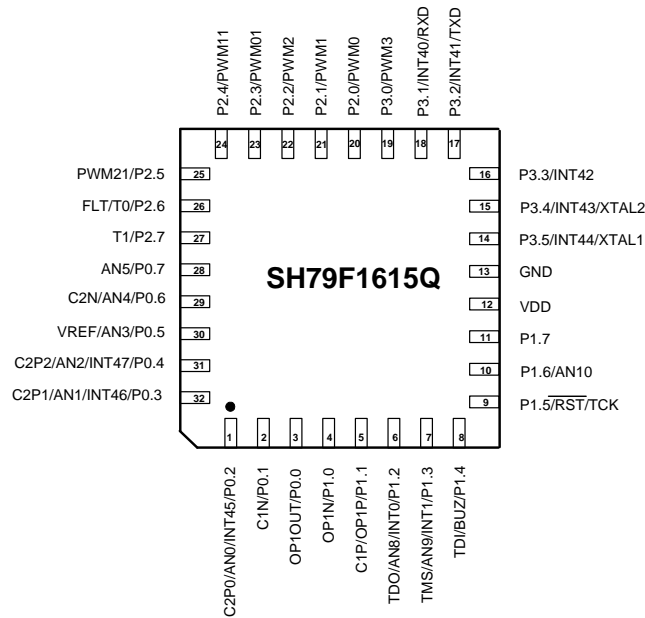 P2.4/PWM11
P2.3/PWM01
P2.2/PWM2
P2.1/PWM1
P2.0/PWM0
P3.0/PWM3
P3.1/INT40/RXD
P3.2/INT41/TXD
24
23
22
21
20
19
18
17
PWM21/P2.5
25
16
P3.3/INT42
FLT/T0/P2.6
26
15
P3.4/INT43/XTAL2
T1/P2.7
27
14
P3.5/INT44/XTAL1
AN5/P0.7
28
SH79F1615Q
13
GND
C2N/AN4/P0.6
29
12
VDD
VREF/AN3/P0.5
30
11
P1.7
C2P2/AN2/INT47/P0.4
31
10
P1.6/AN10
C2P1/AN1/INT46/P0.3
32
9
P1.5/RST/TCK
1
2
3
4
5
6
7
8
C2P0/AN0/INT45/P0.2
C1N/P0.1
OP1OUT/P0.0
OP1N/P1.0
C1P/OP1P/P1.1
TDO/AN8/INT0/P1.2
TMS/AN9/INT1/P1.3
TDI/BUZ/P1.4